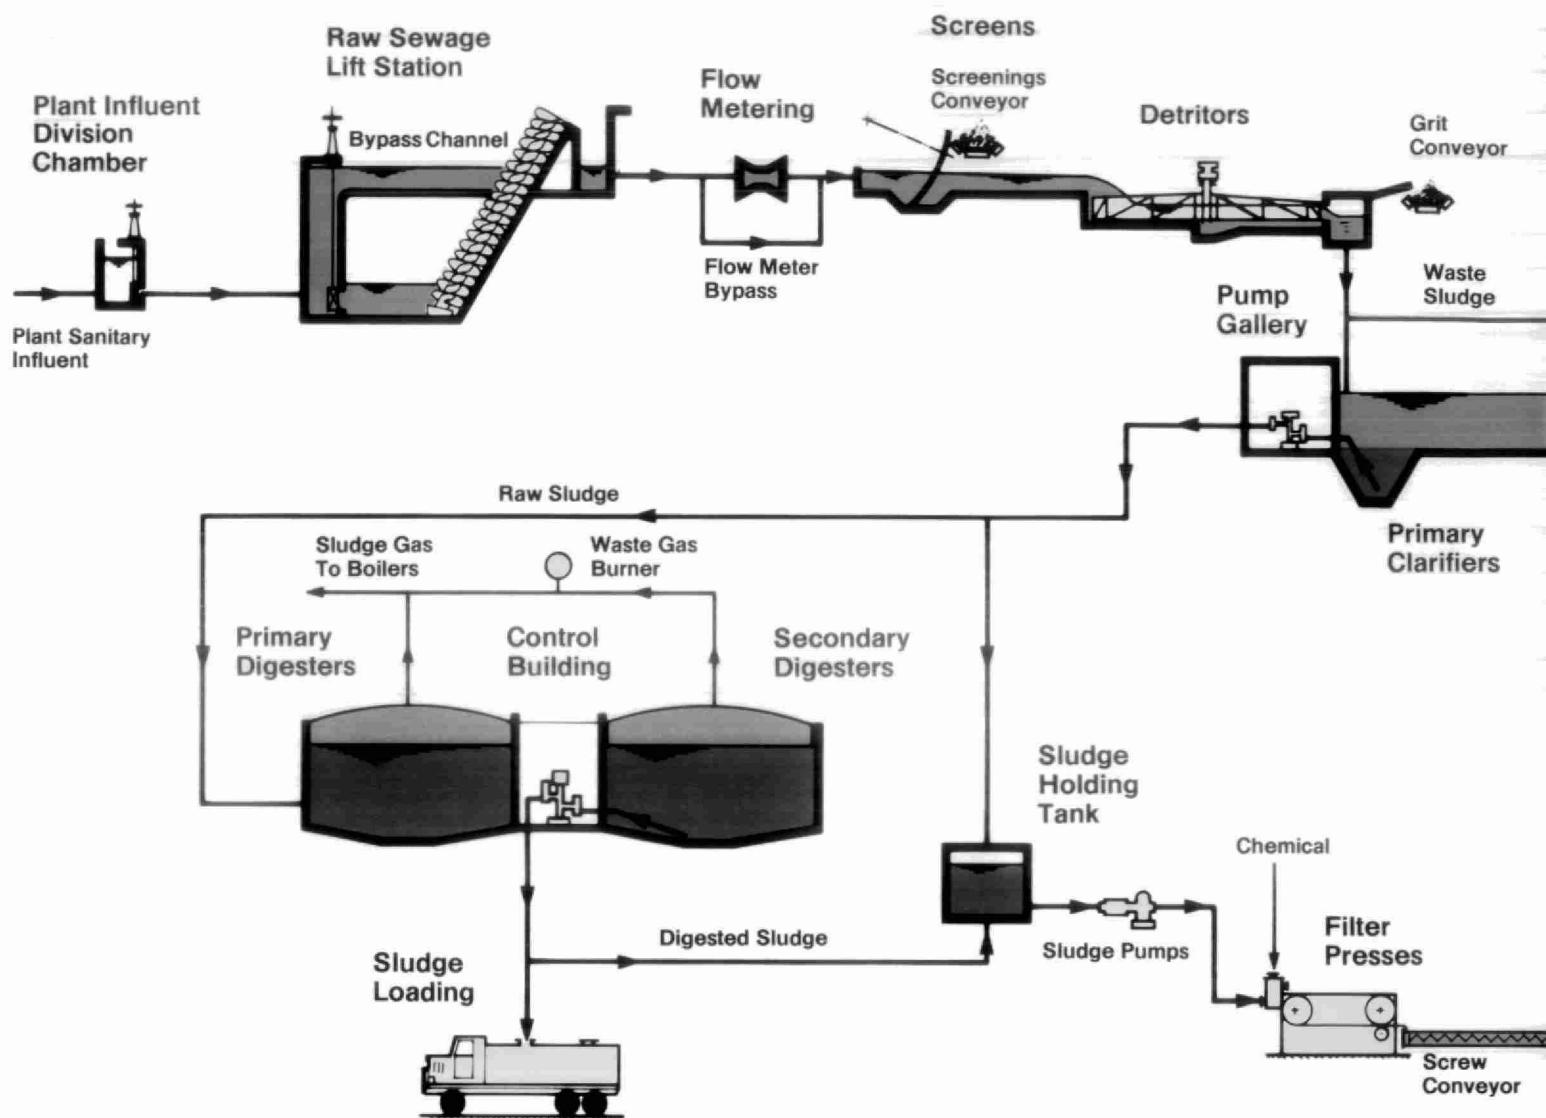 Raw Sewage
Lift Station
Screens
Flow
Metering
Screenings
Conveyor
Plant Influent
Division
Chamber
Bypass Channel
Detritors
Grit
Conveyor
Flow Meter
Bypass
Waste
Sludge
Pump
Gallery
Plant Sanitary
Influent
Raw Sludge
Primary
Clarifiers
Sludge Gas
To Boilers
Waste Gas
Burner
Primary
Digesters
Control
Building
Secondary
Digesters
Sludge
Holding
Tank
Chemical
Digested Sludge
Sludge Pumps
Filter
Presses
Sludge
Loading
Screw
Conveyor